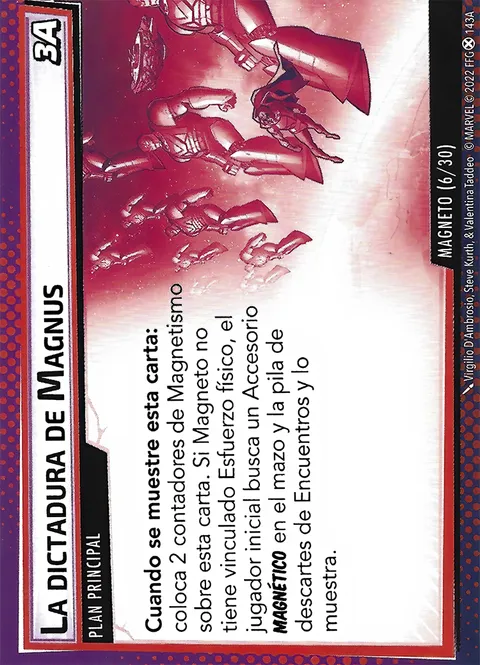 LA DICTADURA DE MAGNUS
3A
PLAN PRINCIPAL
Cuando se muestre esta carta:
coloca 2 contadores de Magnetismo
sobre esta carta. Si Magneto no
tiene vinculado Esfuerzo físico, el
jugador inicial busca un Accesorio
MAGNÉTICO en el mazo y la pila de
descartes de Encuentros y lo
muestra.
MAGNETO (6/30)
Virgilio D'Ambrosio, Steve Kurth, & Valentina Taddeo © MARVEL © 2022 FFG 143A